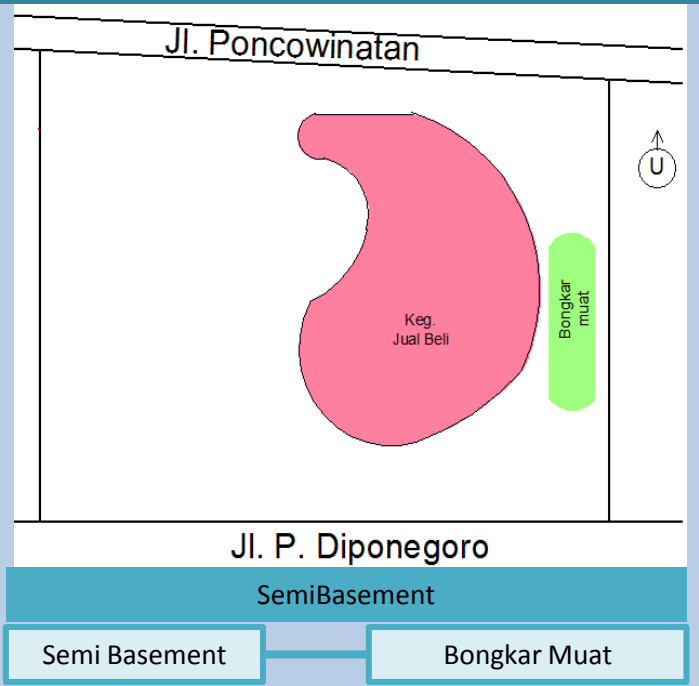 Jl. Poncowinatan
U
Bongkar
muat
Keg.
Jual Beli
Jl. P. Diponegoro
SemiBasement
Semi Basement
Bongkar Muat